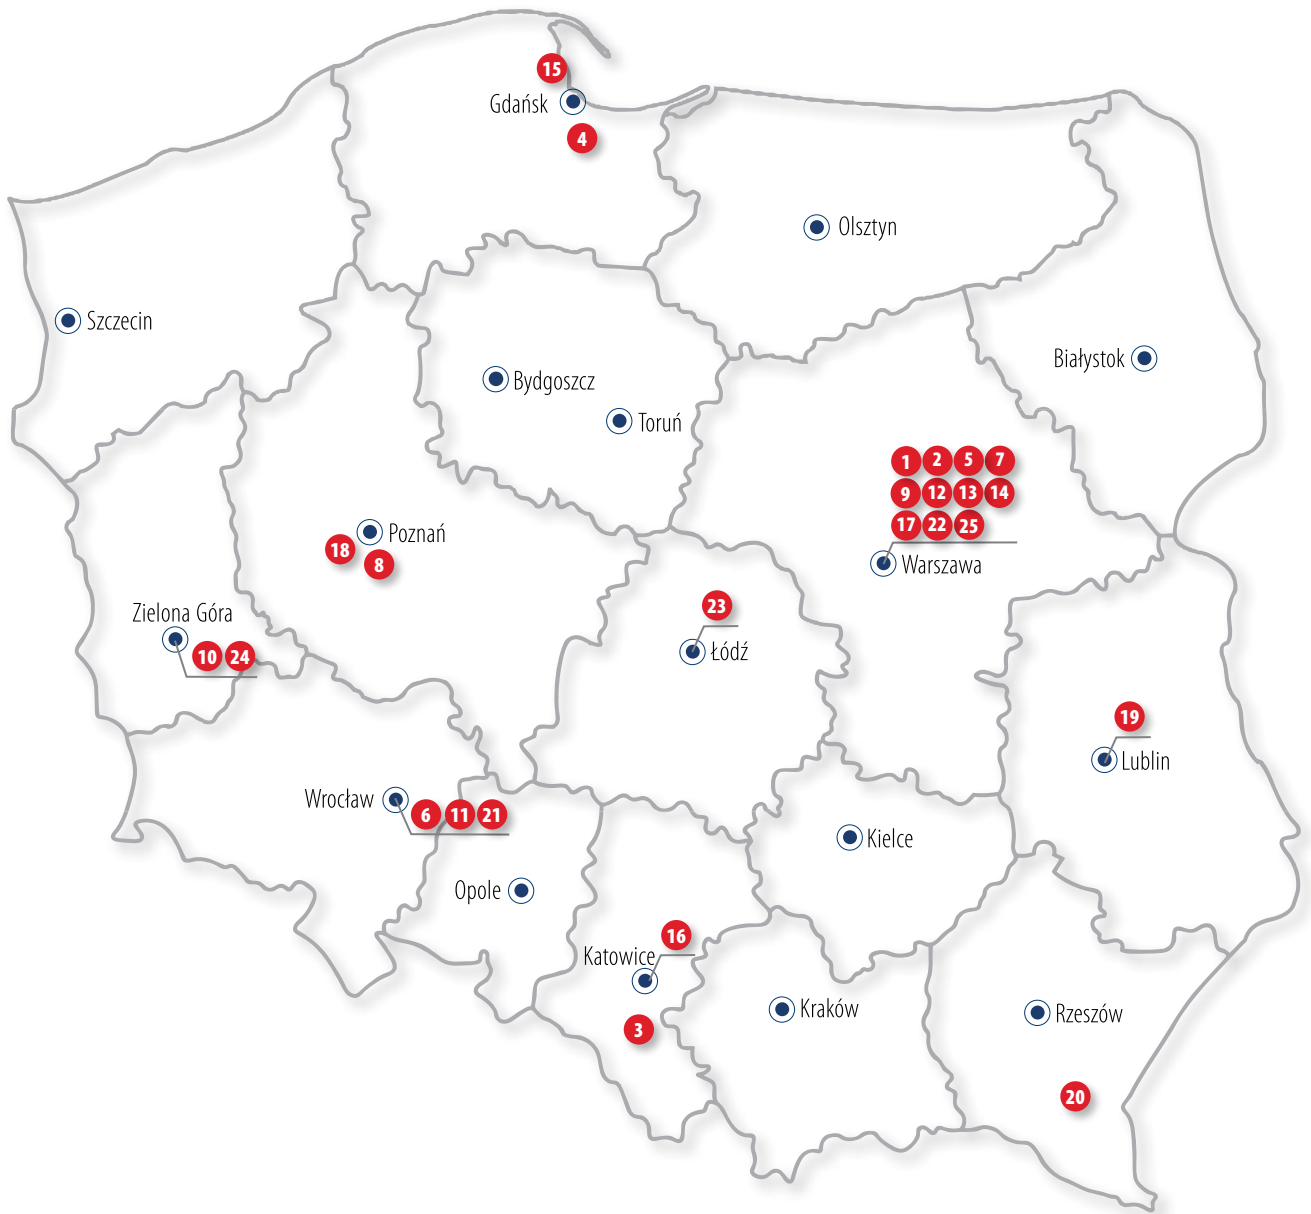 15
Gdańsk
4
Olsztyn
Szczecin
Białystok
Bydgoszcz
Toruń
1 2 5 7
9 12 13 14
17 22 25
Warszawa
Poznań
18
8
23
Łódź
Zielona Góra
10 24
19
Lublin
Wrocław
6 11 21
Kielce
Opole
16
Katowice
Kraków
Rzeszów
3
20